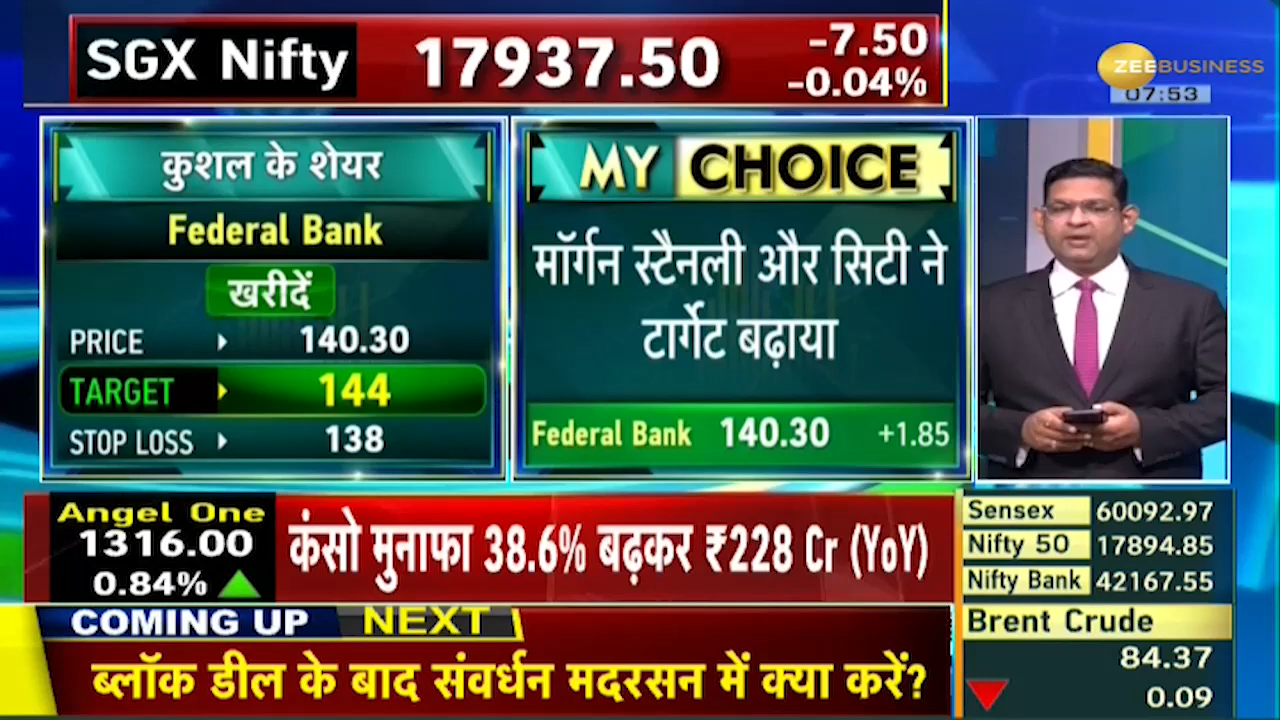 SGX Nifty 17937.50 -7.50
-0.04%
ZEEBUSINESS
07:53
कुशल के शेयर
Federal Bank
खरीदें
PRICE 140.30
TARGET 144
STOP LOSS 138
MY CHOICE
मॉर्गन स्टैनली और सिटी ने
टार्गेट बढ़ाया
Federal Bank 140.30 +1.85
Angel One
1316.00
0.84%
कंसो मुनाफा 38.6% बढ़कर ₹228 Cr (YoY)
Sensex 60092.97
Nifty 50 17894.85
Nifty Bank 42167.55
Brent Crude
84.37
0.09
COMING UP NEXT
ब्लॉक डील के बाद संवर्धन मदरसन में क्या करें?